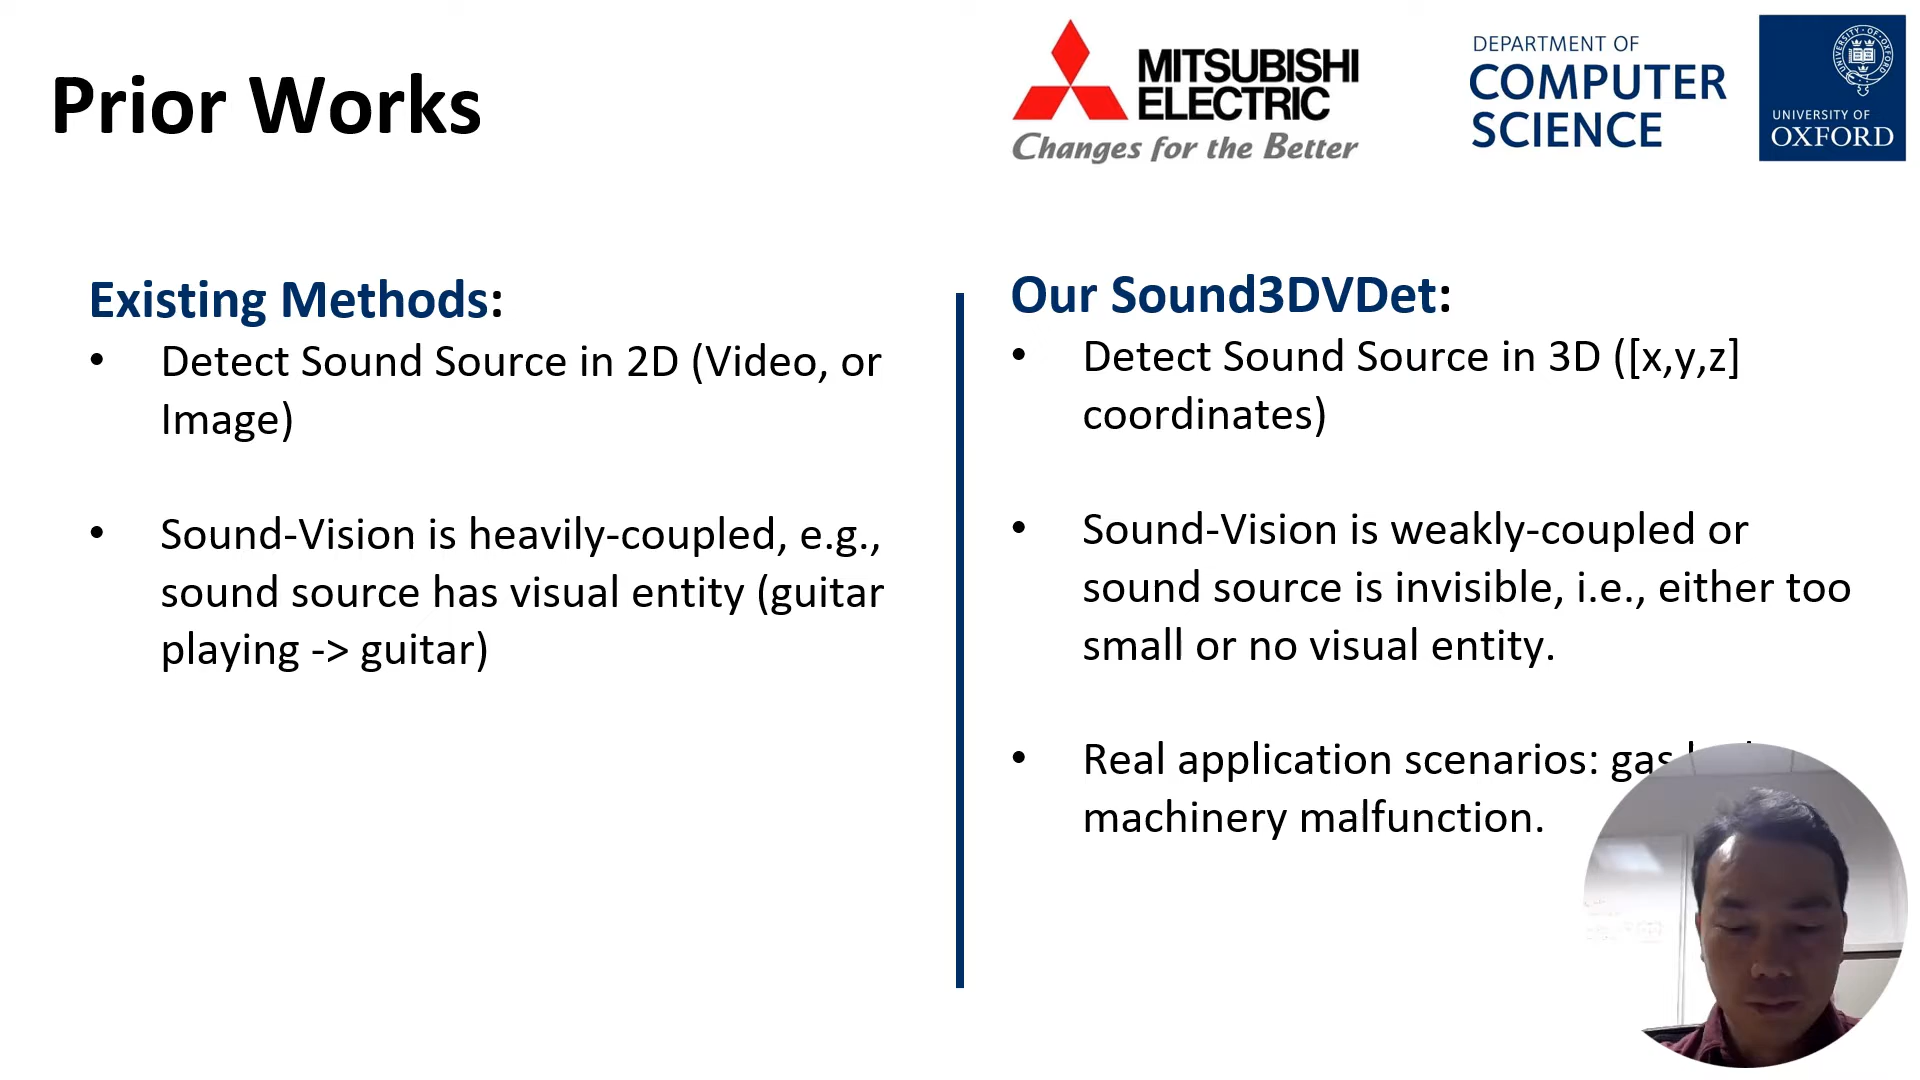 Prior Works
MITSUBISHI
ELECTRIC
Changes for the Better
DEPARTMENT OF
COMPUTER
SCIENCE
UNIVERSITY OF
OXFORD
Existing Methods:
• Detect Sound Source in 2D (Video, or
Image)
• Sound-Vision is heavily-coupled, e.g.,
sound source has visual entity (guitar
playing -> guitar)
Our Sound3DVDet:
• Detect Sound Source in 3D ([x,y,z]
coordinates)
• Sound-Vision is weakly-coupled or
sound source is invisible, i.e., either too
small or no visual entity.
• Real application scenarios: gas
machinery malfunction.